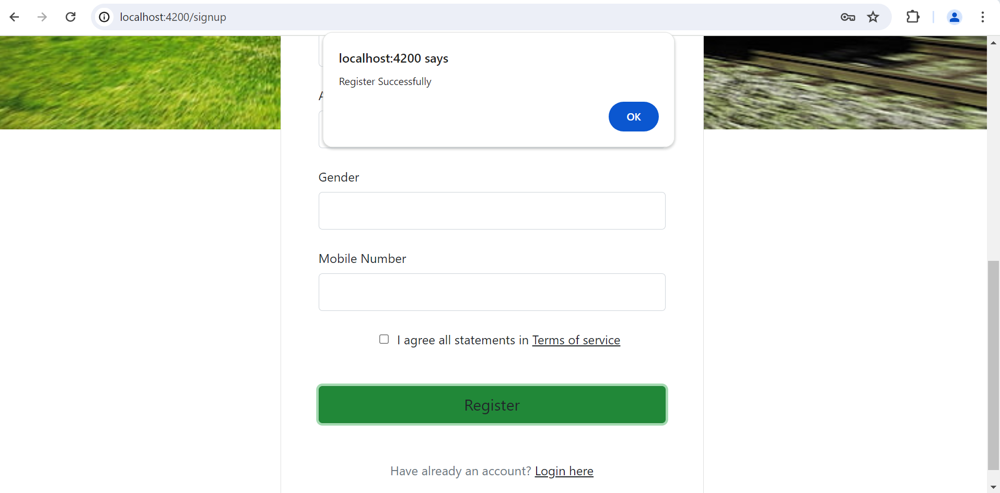 localhost:4200/signup
localhost:4200 says
Register Successfully
OK
Gender
Mobile Number
I agree all statements in Terms of service
Register
Have already an account? Login here